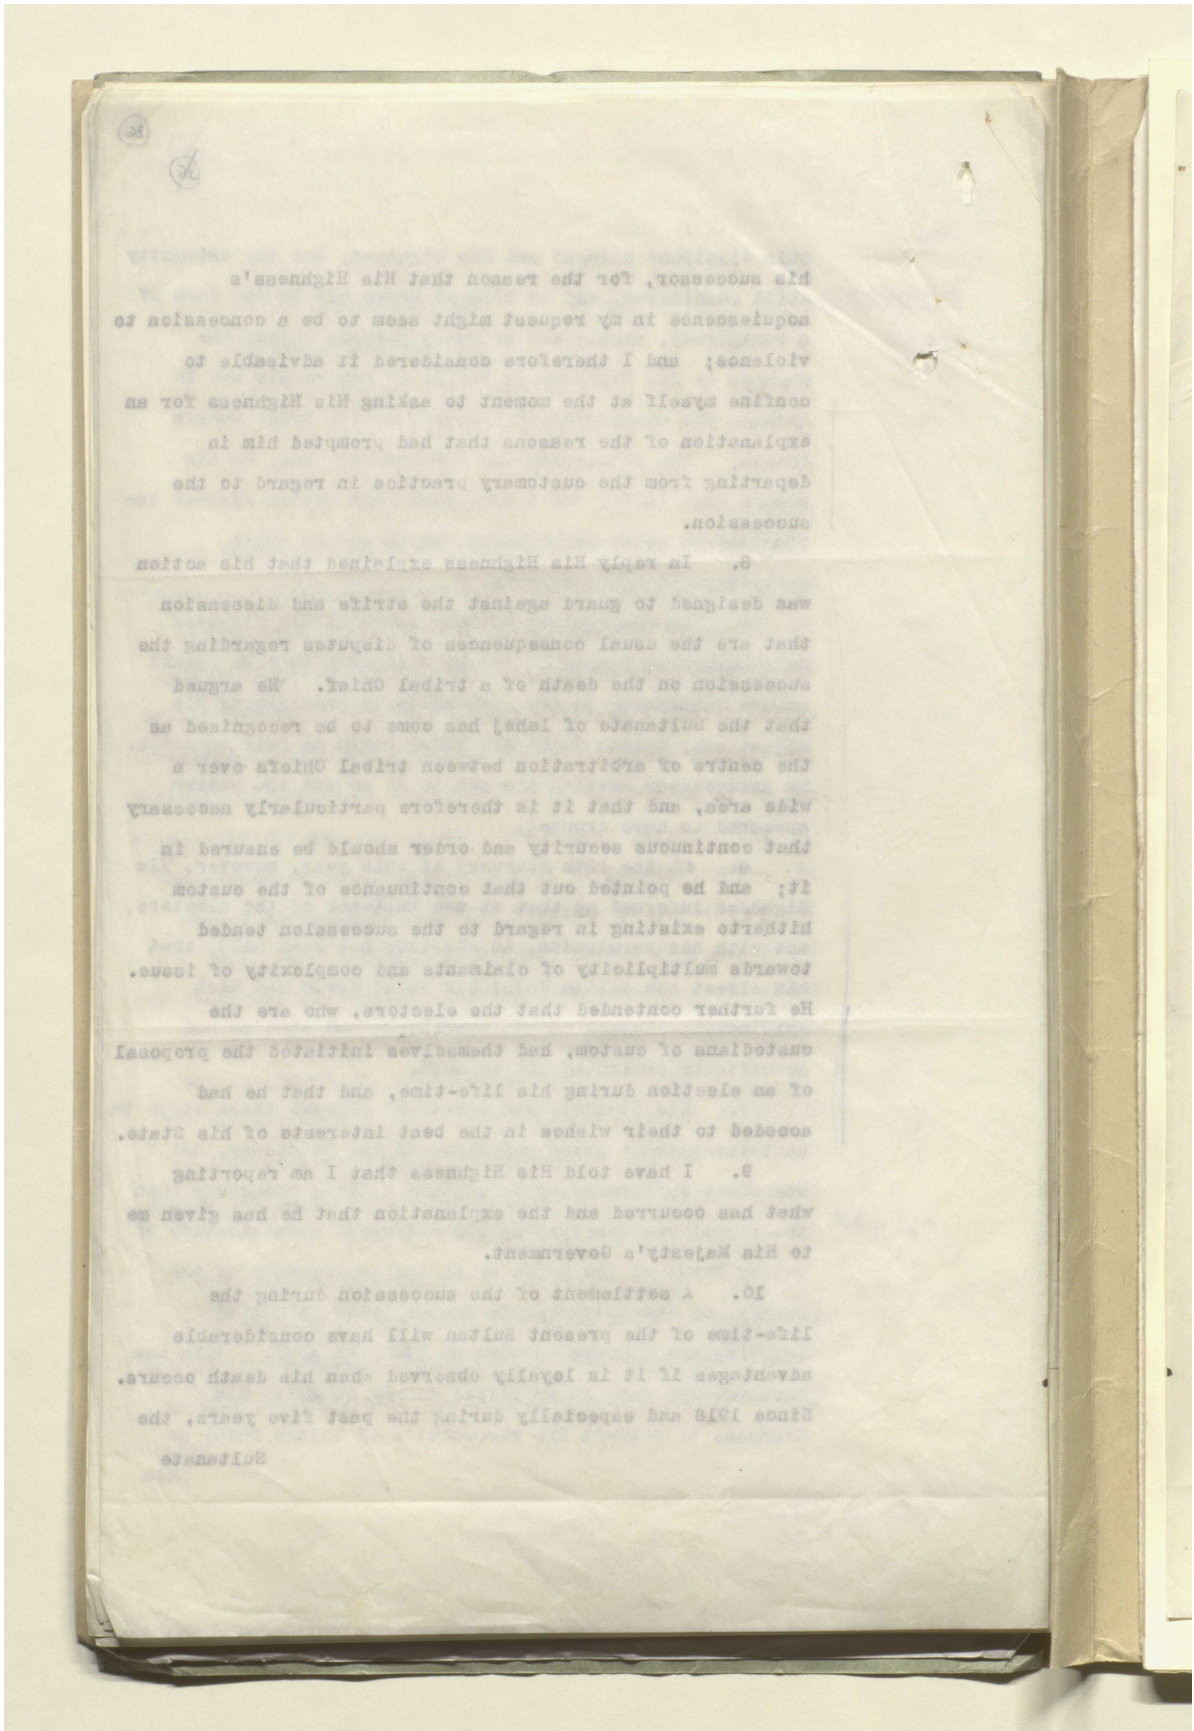 his successor, for the reason that His Highness's
acquiescence in my request might seem to be a concession to
violence; and I therefore considered it advisable to
confine myself at the moment to asking His Highness for an
explanation of the reasons that had prompted him in
departing from the customary practice in regard to the
succession.
8. In reply His Highness explained that his action
was designed to guard against the strife and dissension
that are the usual consequences of disputes regarding the
succession on the death of a tribal Chief. He argued
that the Sultanate of Lahaj has come to be recognised as
the centre of arbitration between tribal Chiefs over a
wide area, and that it is therefore particularly necessary
that continuous security and order should be ensured in
it; and he pointed out that continuance of the custom
hitherto existing in regard to the succession tended
towards multiplicity of claimants and complexity of issue.
He further contended that the electors, who are the
custodians of custom, had themselves initiated the proposal
of an election during his life-time, and that he had
acceded to their wishes in the best interests of his State.
9. I have told His Highness that I am reporting
what has occurred and the explanation that he has given me
to His Majesty's Government.
10. A settlement of the succession during the
life-time of the present Sultan will have considerable
advantages if it is loyally observed when his death occurs.
Since 1918 and especially during the past five years, the
Sultanate